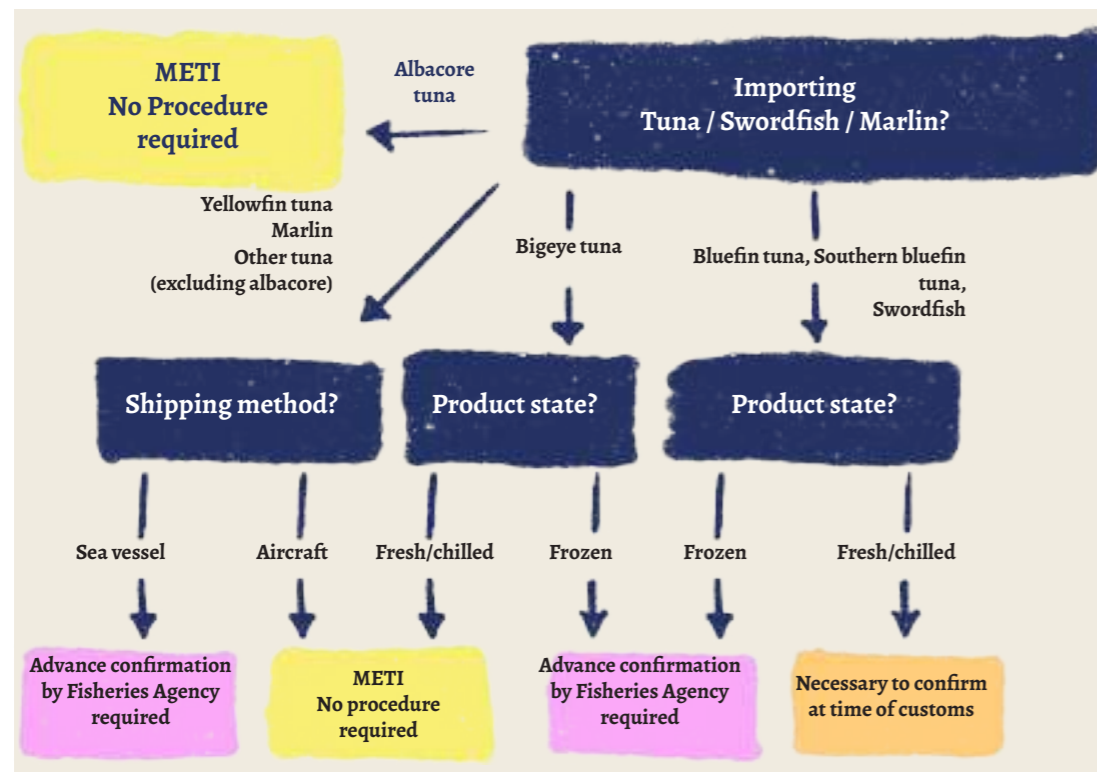 METI
No Procedure
required
Albacore
tuna
Importing
Tuna / Swordfish / Marlin?
Yellowfin tuna
Marlin
Other tuna
(excluding albacore)
Bigeye tuna
Bluefin tuna, Southern bluefin
tuna,
Swordfish
Shipping method?
Product state?
Product state?
Sea vessel
Aircraft
Fresh/chilled
Frozen
Frozen
Fresh/chilled
Advance confirmation
by Fisheries Agency
required
METI
No procedure
required
Advance confirmation
by Fisheries Agency
required
Necessary to confirm
at time of customs